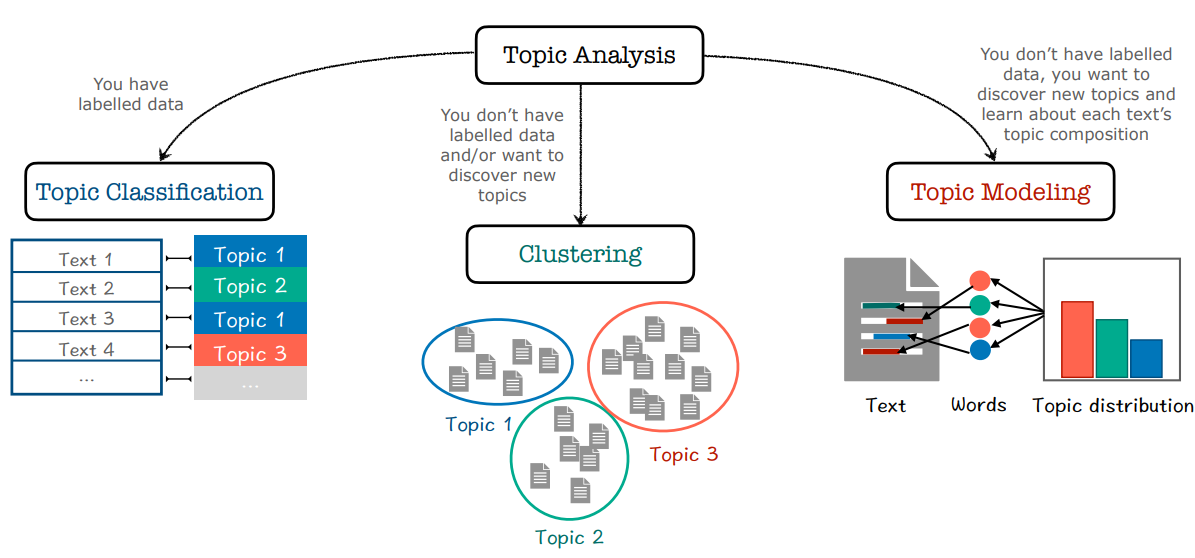 Topic Analysis
You have
labelled data
You don’t have
labelled data
and/or want to
discover new
topics
You don’t have labelled
data, you want to
discover new topics and
learn about each text’s
topic composition
Topic Classification
Clustering
Topic Modeling
Text 1
Topic 1
Text 2
Topic 2
Text 3
Topic 1
Text 4
Topic 3
...
...
Topic 1
Topic 3
Topic 2
Text
Words
Topic distribution